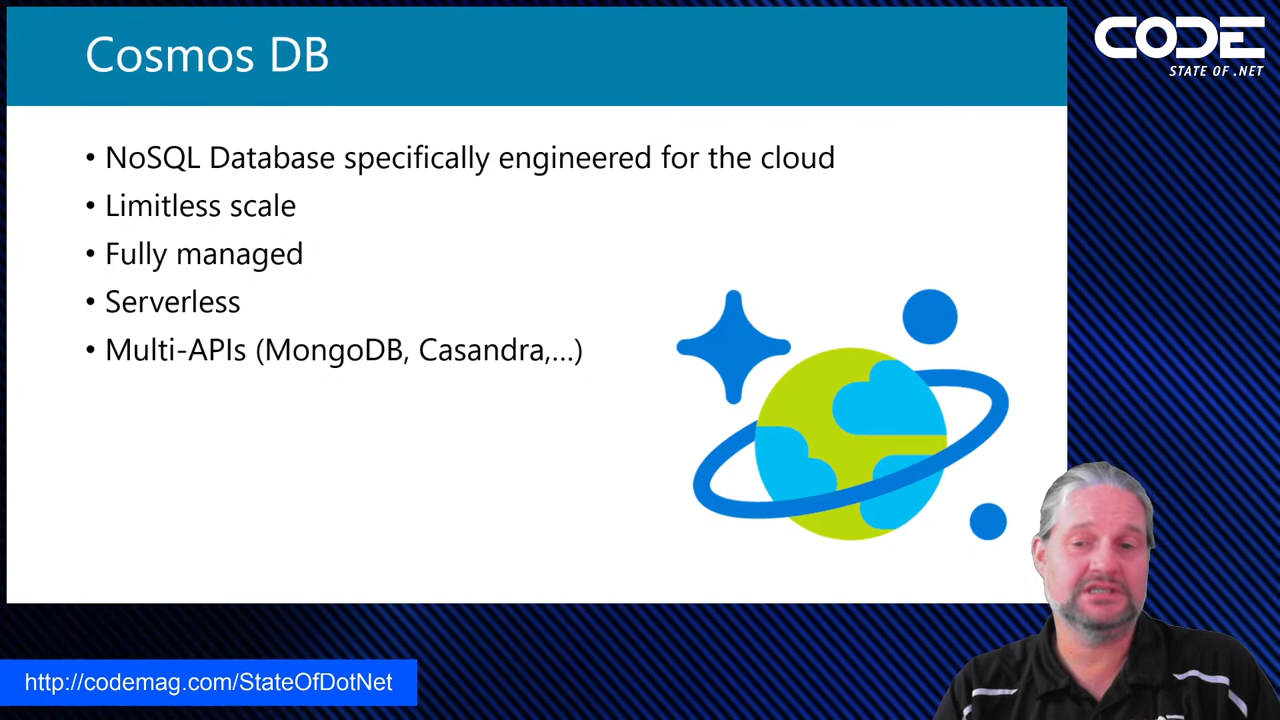 Cosmos DB
CODE
STATE OF .NET
• NoSQL Database specifically engineered for the cloud
• Limitless scale
• Fully managed
• Serverless
• Multi-APIs (MongoDB, Casandra,...)
http://codemag.com/StateOfDotNet